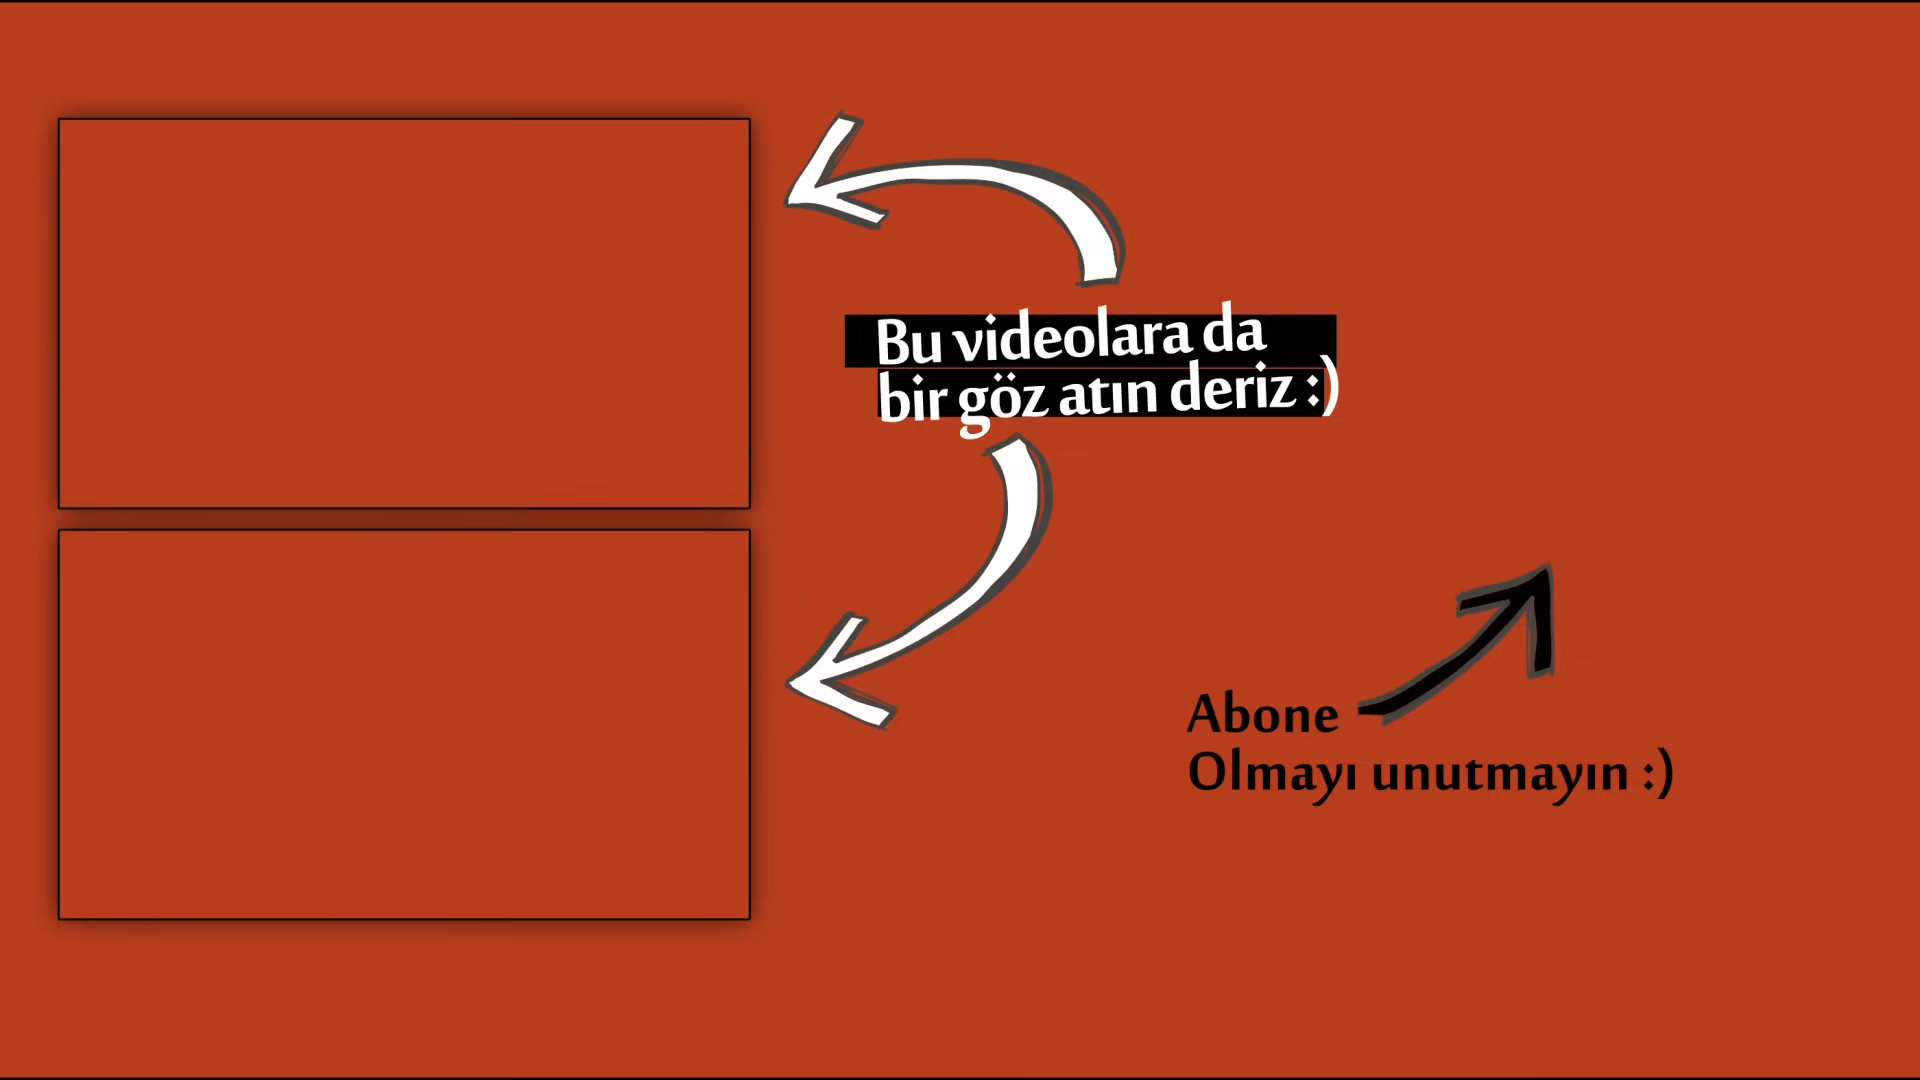 Bu videolara da
bir göz atın deriz :)
Abone
Olmayı unutmayın :)